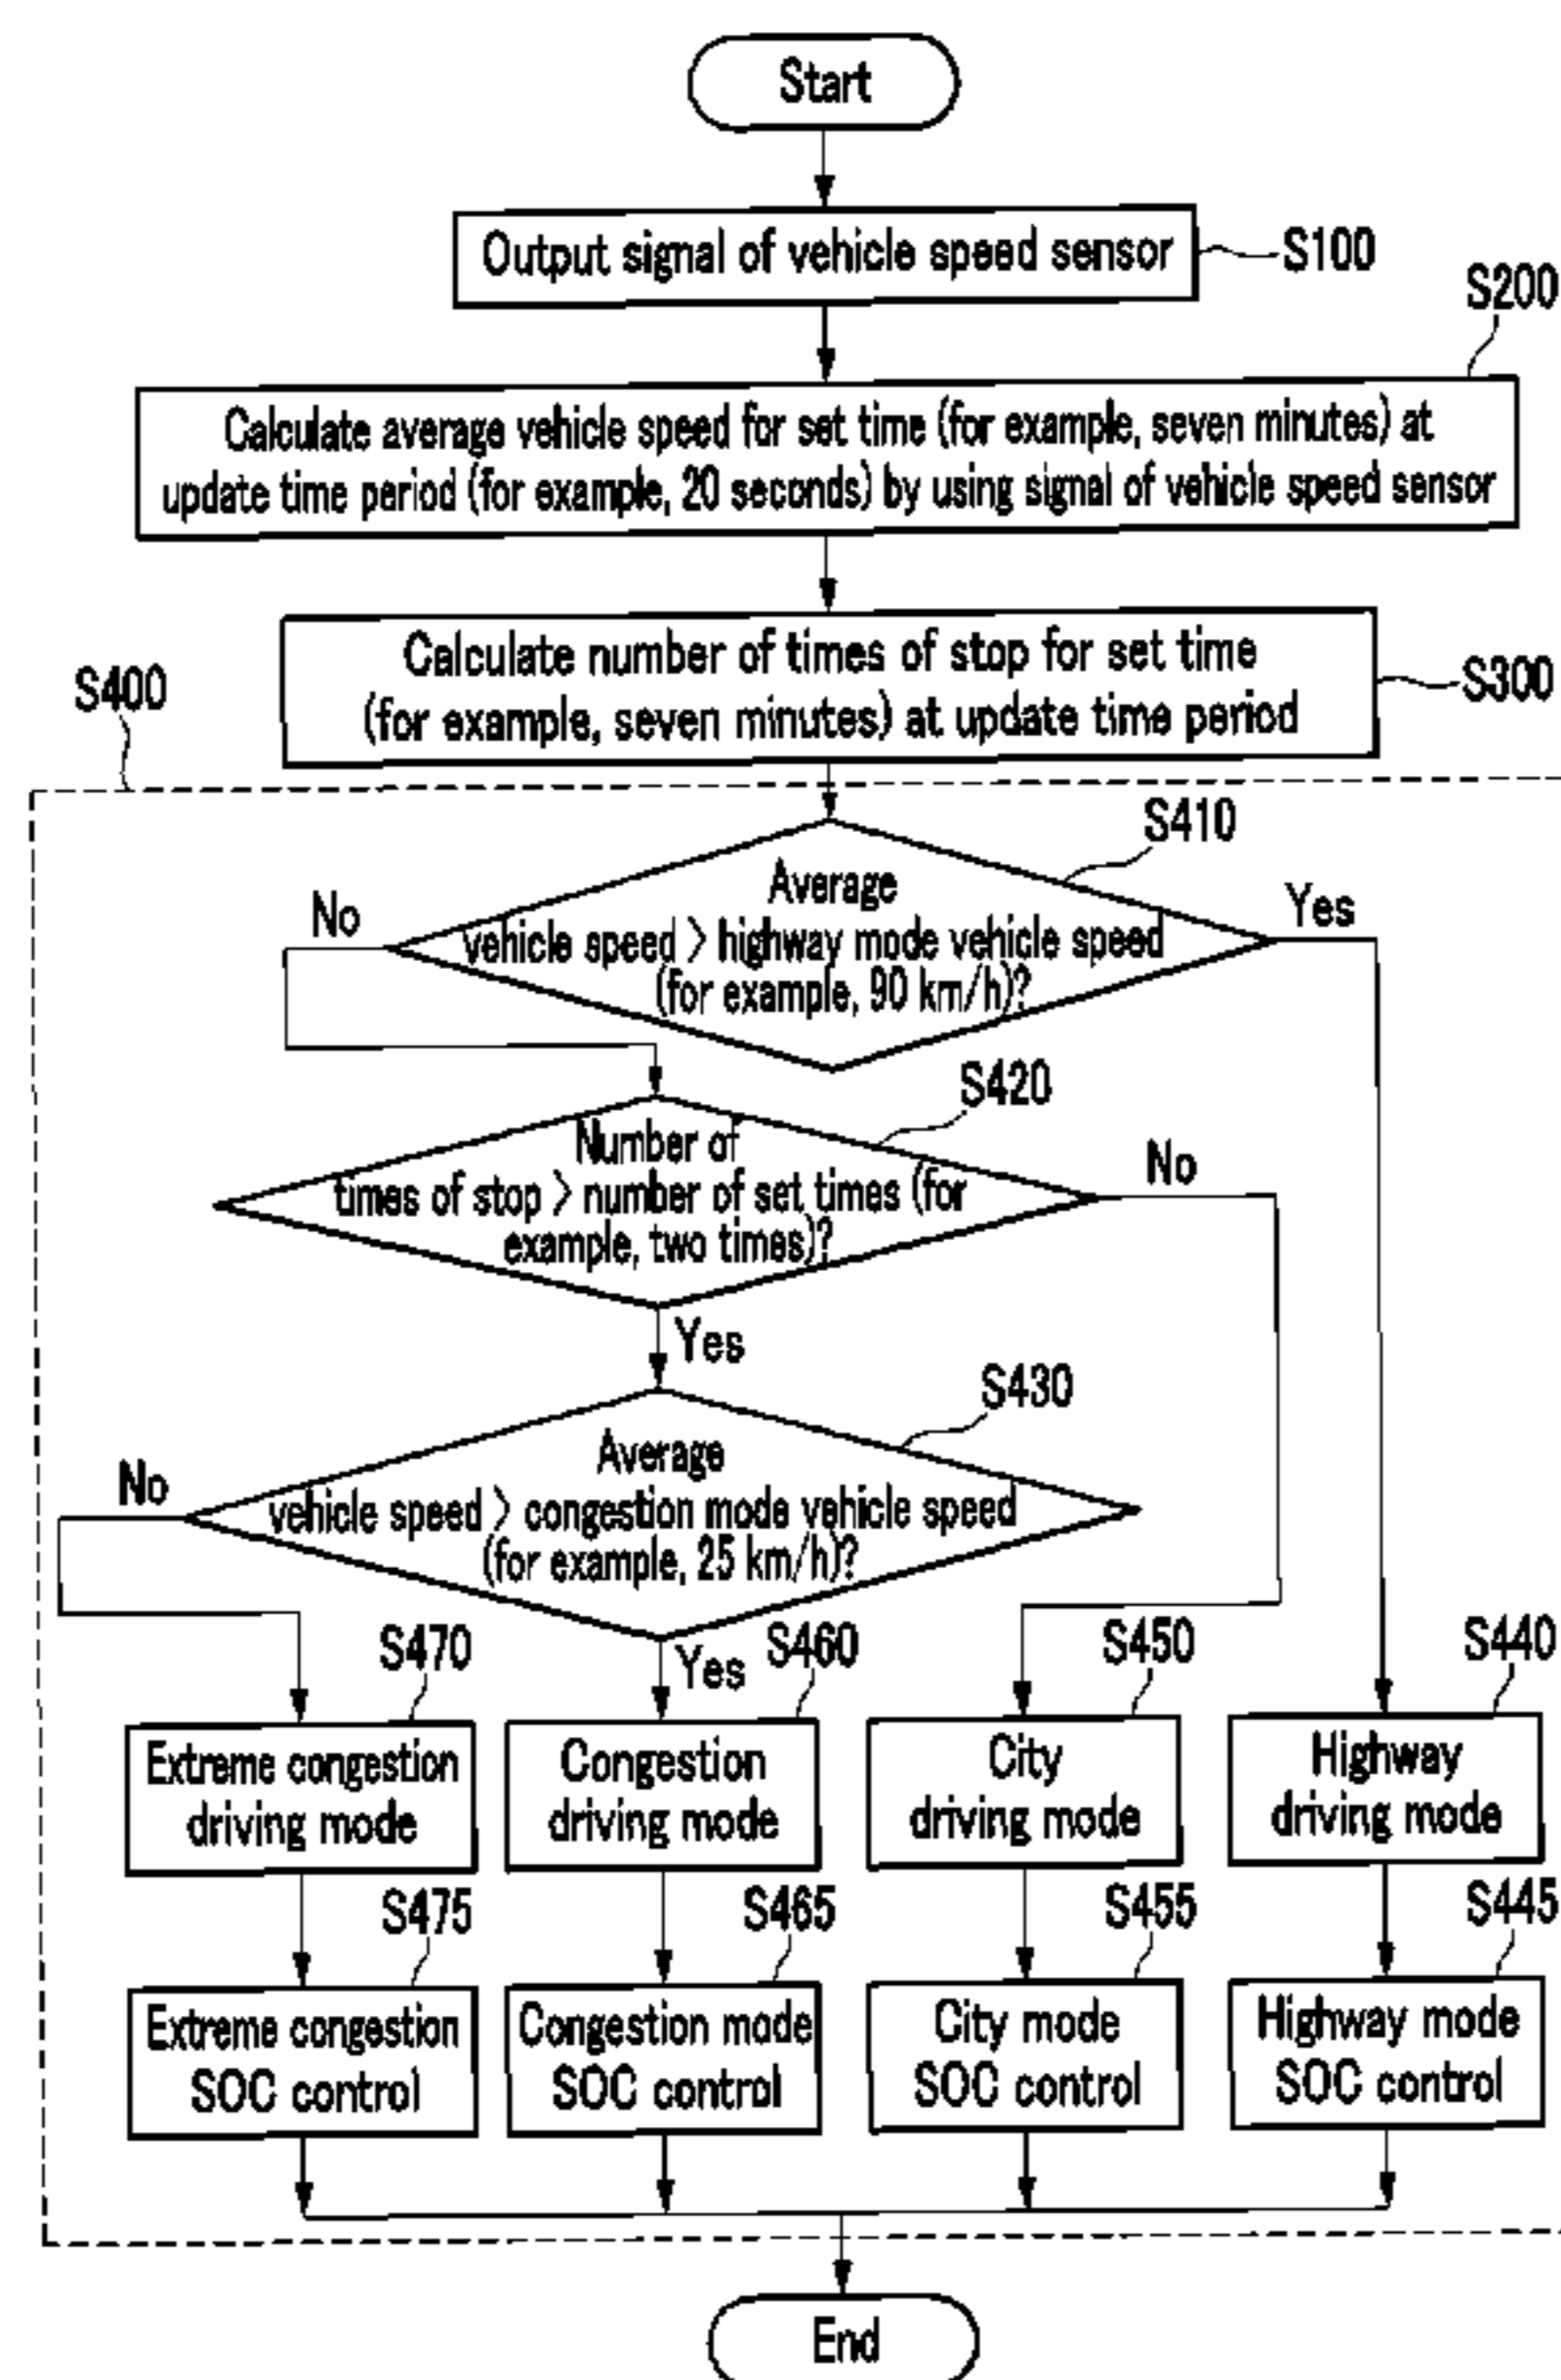 Start
Output signal of vehicle speed sensor
S100
S200
Calculate average vehicle speed for set time (for example, seven minutes) at
update time period (for example, 20 seconds) by using signal of vehicle speed sensor
Calculate number of times of stop for set time
(for example, seven minutes) at update time period
S300
S400
S410
Average
vehicle speed > highway mode vehicle speed
(for example, 90 km/h)?
No
Yes
S420
Number of
times of stop > number of set times (for
example, two times)?
No
Yes
S430
Average
vehicle speed > congestion mode vehicle speed
(for example, 25 km/h)?
No
Yes
S470
S460
S450
S440
Extreme congestion
driving mode
Congestion
driving mode
City
driving mode
Highway
driving mode
S475
S465
S455
S445
Extreme congestion
SOC control
Congestion mode
SOC control
City mode
SOC control
Highway mode
SOC control
End